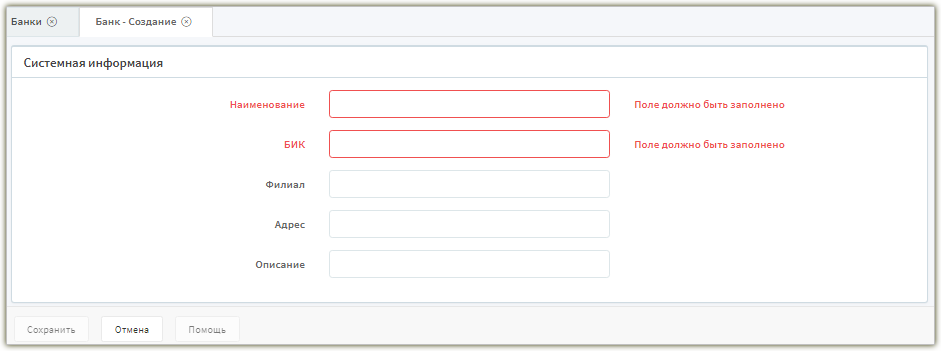 Банки Банк - Создание
Системная информация
Наименование Поле должно быть заполнено
БИК Поле должно быть заполнено
Филиал
Адрес
Описание
Сохранить Отмена Помощь